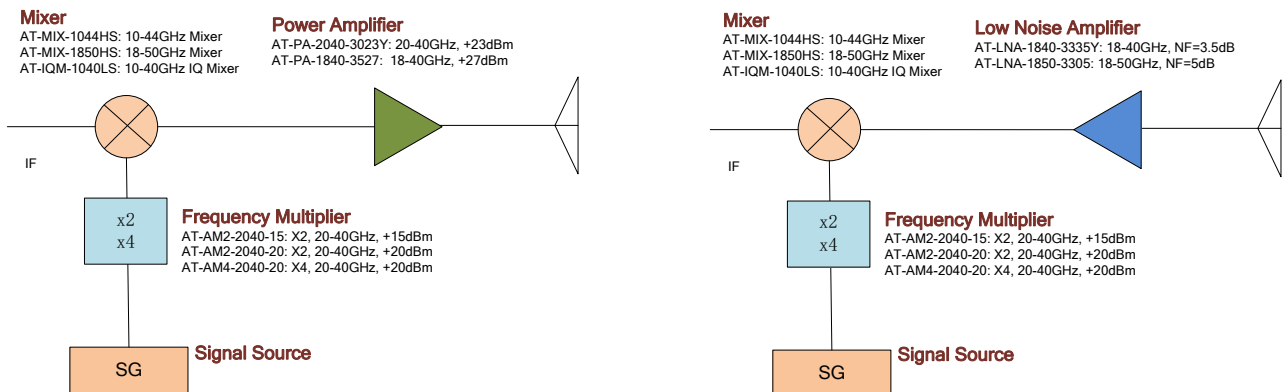 Mixer
AT-MIX-1044HS: 10-44GHz Mixer
AT-MIX-1850HS: 18-50GHz Mixer
AT-IQM-1040LS: 10-40GHz IQ Mixer
Power Amplifier
AT-PA-2040-3023Y: 20-40GHz, +23dBm
AT-PA-1840-3527: 18-40GHz, +27dBm
IF
x2
x4
Frequency Multiplier
AT-AM2-2040-15: X2, 20-40GHz, +15dBm
AT-AM2-2040-20: X2, 20-40GHz, +20dBm
AT-AM4-2040-20: X4, 20-40GHz, +20dBm
Signal Source
SG
Mixer
AT-MIX-1044HS: 10-44GHz Mixer
AT-MIX-1850HS: 18-50GHz Mixer
AT-IQM-1040LS: 10-40GHz IQ Mixer
Low Noise Amplifier
AT-LNA-1840-3335Y: 18-40GHz, NF=3.5dB
AT-LNA-1850-3305: 18-50GHz, NF=5dB
IF
x2
x4
Frequency Multiplier
AT-AM2-2040-15: X2, 20-40GHz, +15dBm
AT-AM2-2040-20: X2, 20-40GHz, +20dBm
AT-AM4-2040-20: X4, 20-40GHz, +20dBm
Signal Source
SG